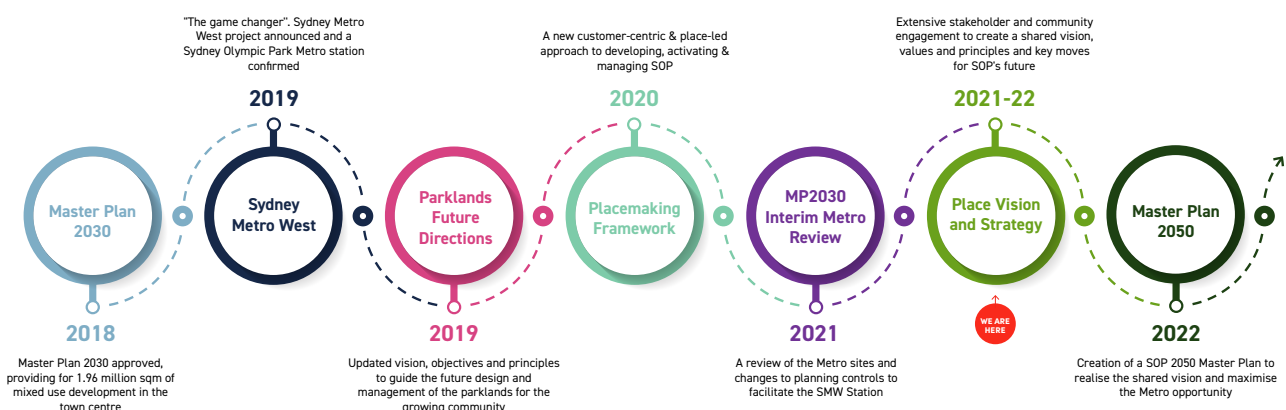 "The game changer". Sydney Metro
West project announced and a
Sydney Olympic Park Metro station
confirmed
2019
A new customer-centric & place-led
approach to developing, activating &
managing SOP
2020
Extensive stakeholder and community
engagement to create a shared vision,
values and principles and key moves
for SOP's future
2021-22
Master Plan
2030
Sydney
Metro West
Parklands
Future
Directions
Placemaking
Framework
MP2030
Interim Metro
Review
Place Vision
and Strategy
Master Plan
2050
WE ARE
HERE
2018
Master Plan 2030 approved,
providing for 1.96 million sqm of
mixed use development in the
town centre
2019
Updated vision, objectives and principles
to guide the future design and
management of the parklands for the
growing community
2021
A review of the Metro sites and
changes to planning controls to
facilitate the SMW Station
2022
Creation of a SOP 2050 Master Plan to
realise the shared vision and maximise
the Metro opportunity